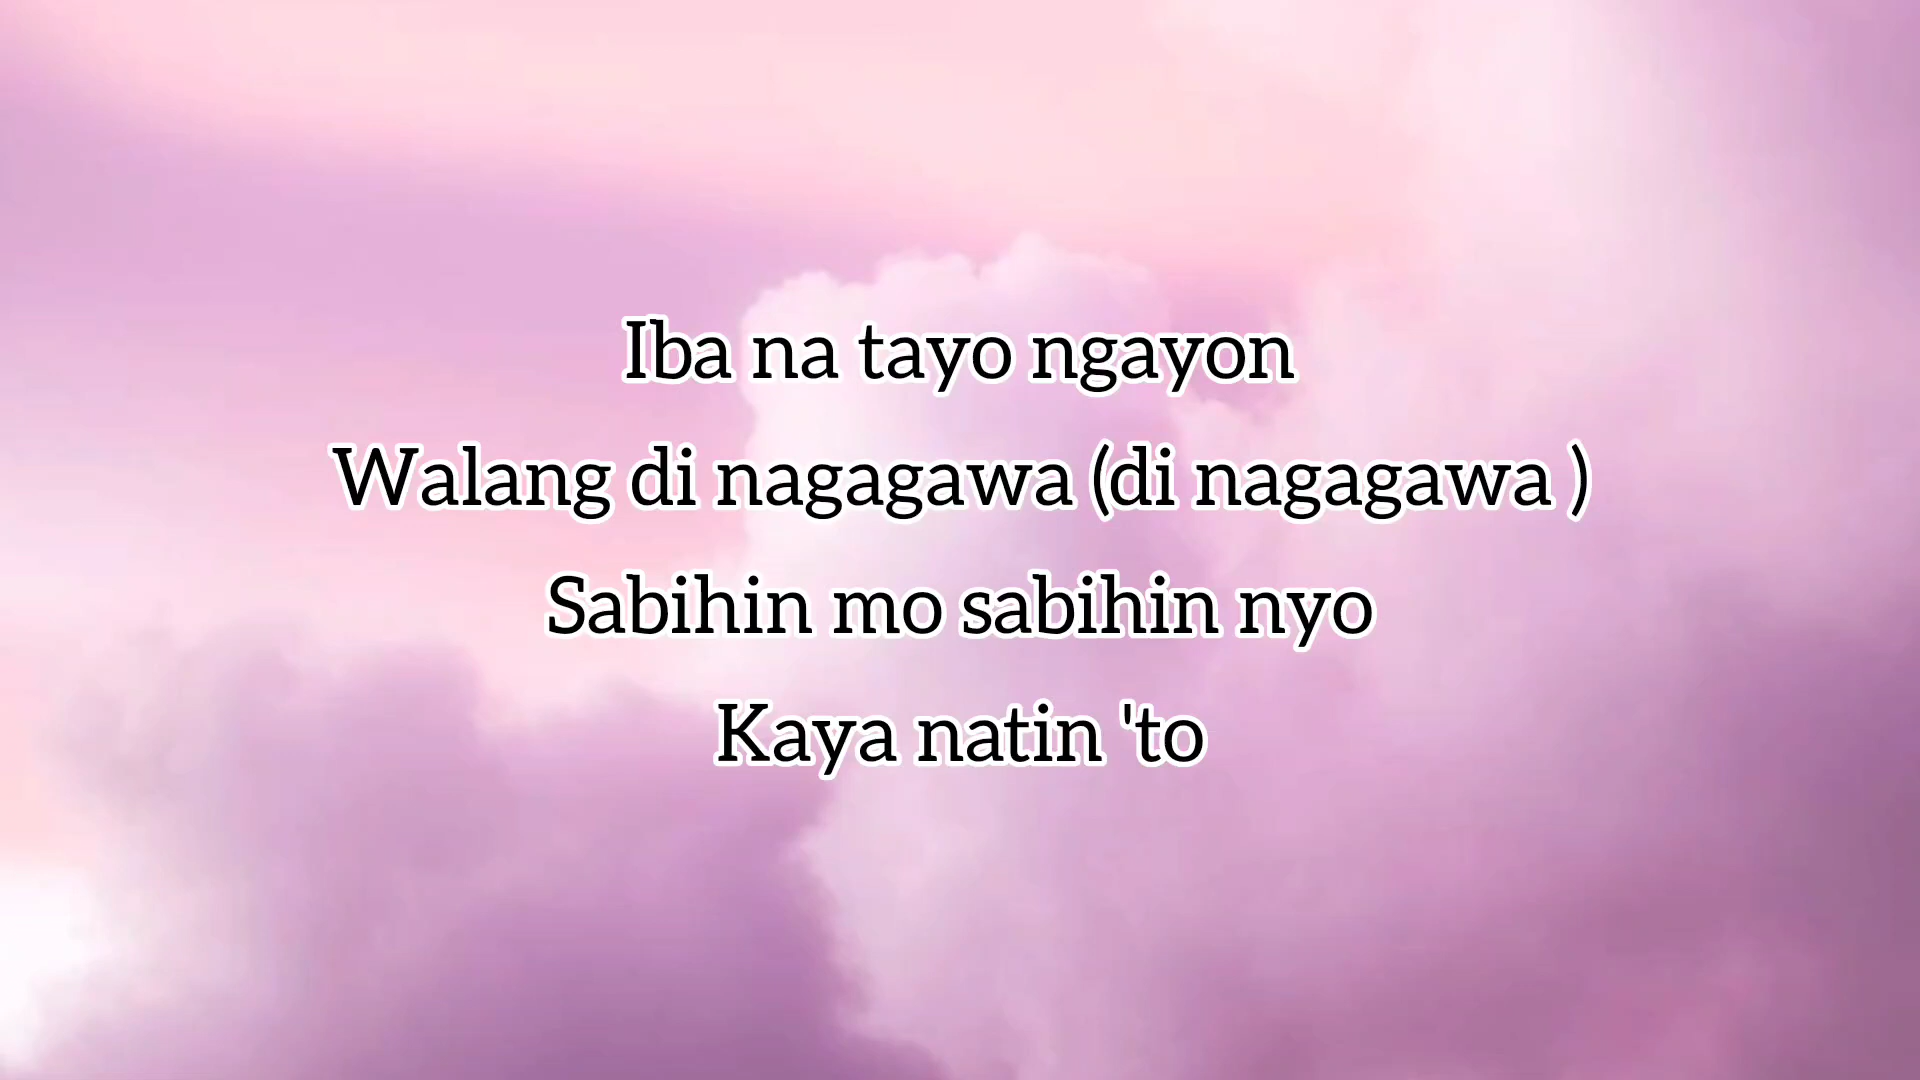 Iba na tayo ngayon
Walang di nagagawa (di nagagawa )
Sabihin mo sabihin nyo
Kaya natin 'to